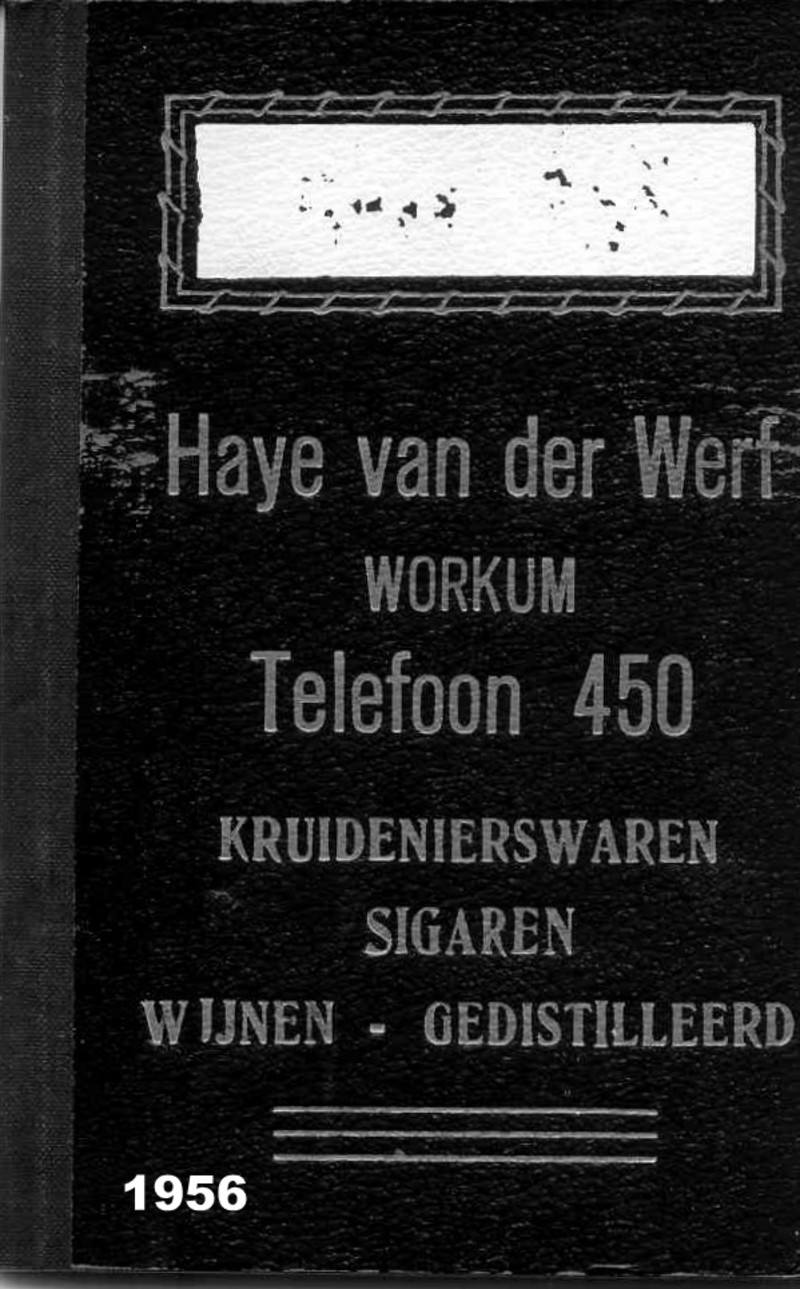 Haye van der Werf
WORKUM
Telefoon 450
KRUIDENIERSWAREN
SIGAREN
WIJNEN - GEDISTILLEERD
1956